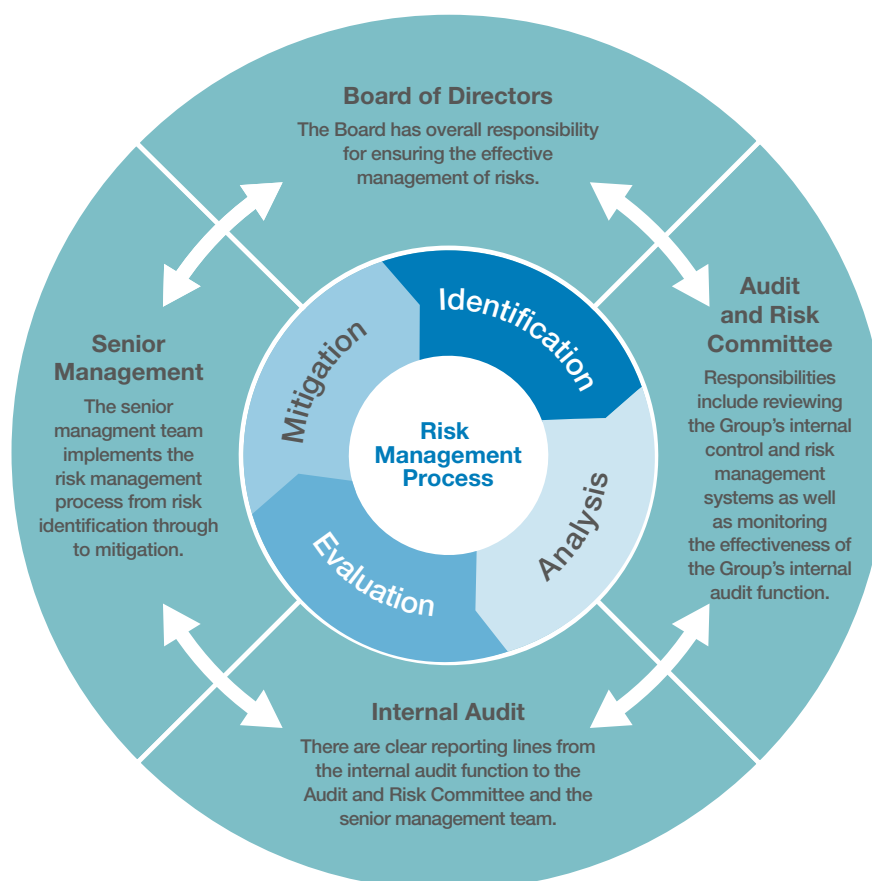 Board of Directors
The Board has overall responsibility
for ensuring the effective
management of risks.
Identification
Mitigation
Audit
and Risk
Committee
Responsibilities
include reviewing
the Group's internal
control and risk
management
systems as well
as monitoring
the effectiveness of
the Group's internal
audit function.
Senior
Management
The senior
managment team
implements the
risk management
process from risk
identification through
to mitigation.
Risk
Management
Process
Analysis
Evaluation
Internal Audit
There are clear reporting lines from
the internal audit function to the
Audit and Risk Committee and the
senior management team.